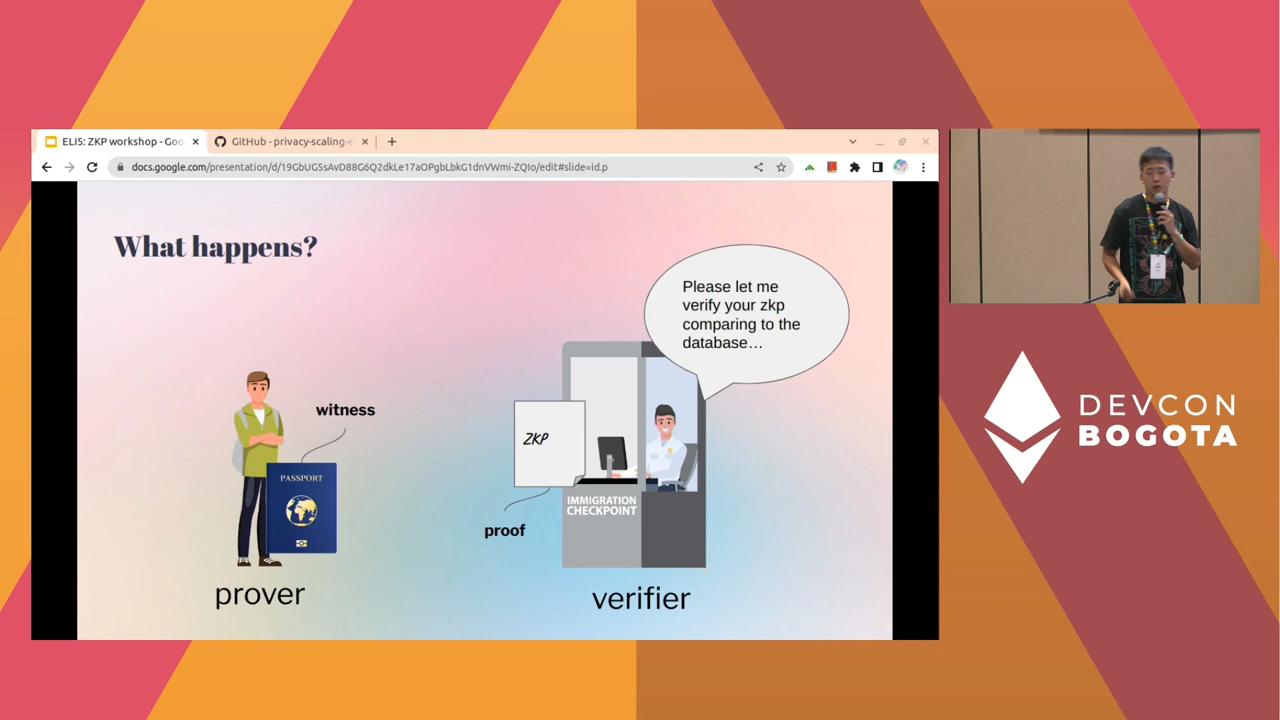 ELI5: ZKP workshop - Goo
GitHub - privacy-scaling-e
docs.google.com/presentation/d/19GbUG5sAvD88G6Q2dkLe17aOPgbLbkG1dnVWmi-ZQIo/edit#slide=id.p
What happens?
Please let me
verify your zkp
comparing to the
database…
witness
PASSPORT
ZKP
IMMIGRATION
CHECKPOINT
proof
prover
verifier
DEVCON
BOGOTA